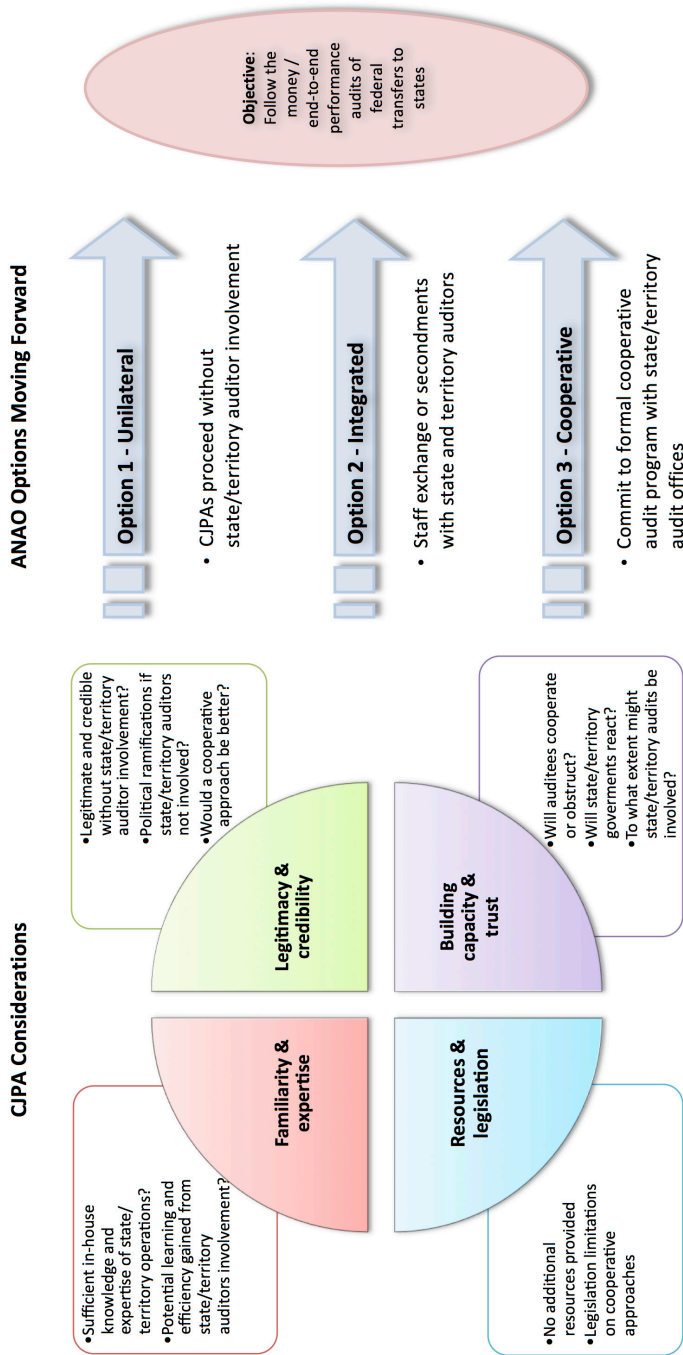 CJPA Considerations
•Sufficient in-house
knowledge and
expertise of state/
territory operations?
•Potential learning and
efficiency gained from
state/territory
auditors involvement?
Familiarity &
expertise
•Legitimate and credible
without state/territory
auditor involvement?
•Political ramifications if
state/territory auditors
not involved?
•Would a cooperative
approach be better?
Legitimacy &
credibility
Resources &
legislation
•No additional
resources provided
•Legislation limitations
on cooperative
approaches
Building
capacity &
trust
•Will auditees cooperate
or obstruct?
•Will state/territory
goverments react?
•To what extent might
state/territory audits be
involved?
ANAO Options Moving Forward
Option 1 - Unilateral
• CJPAs proceed without
state/territory auditor involvement
Option 2 - Integrated
• Staff exchange or secondments
with state and territory auditors
Option 3 - Cooperative
• Commit to formal cooperative
audit program with state/territory
audit offices
Objective:
Follow the
money /
end-to-end
performance
audits of
federal
transfers to
states